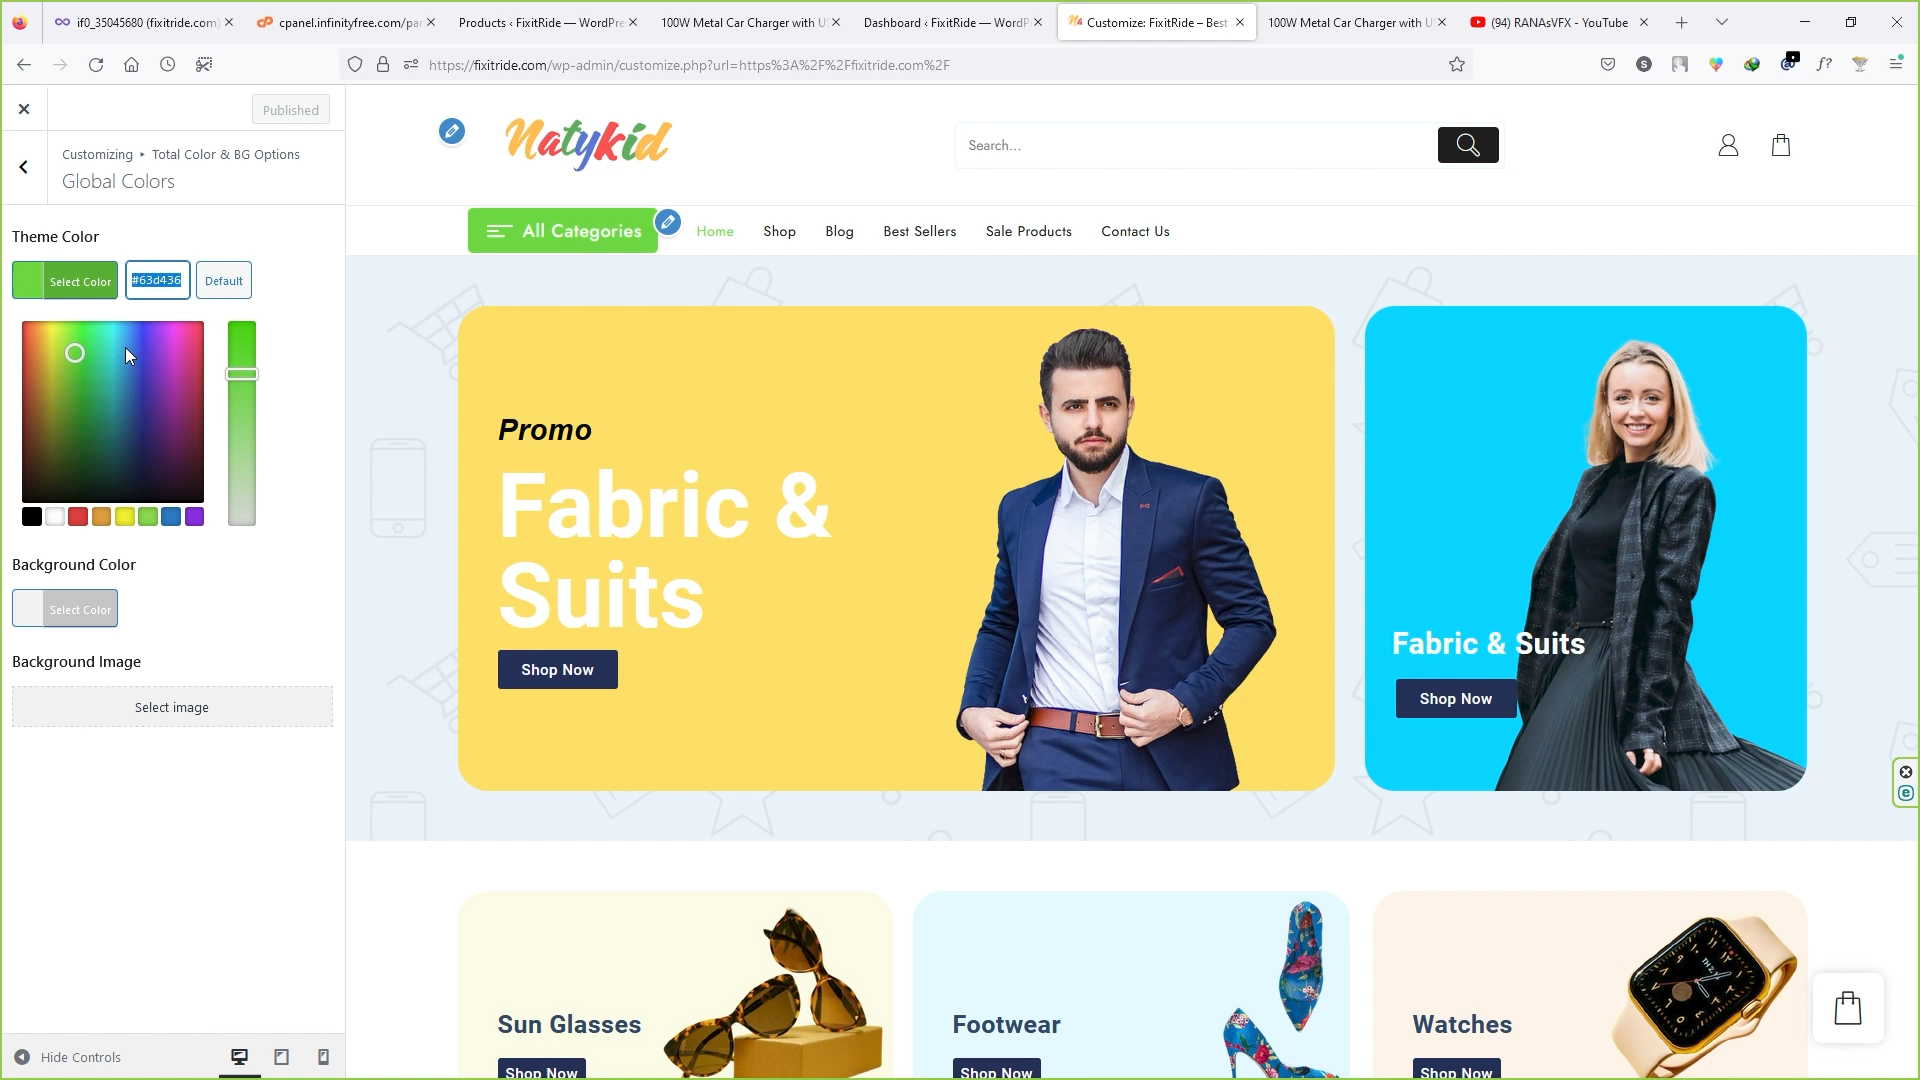 if0_35045680 (fixitride.com)
cpanel.infinityfree.com/pan
Products ‹ FixitRide — WordPre
100W Metal Car Charger with U
Dashboard ‹ FixitRide — WordP
Customize: FixitRide – Best
100W Metal Car Charger with U
(94) RANAsVFX - YouTube
https://fixitride.com/wp-admin/customize.php?url=https%3A%2F%2Ffixitride.com%2F
Published
Customizing ▸ Total Color & BG Options
Global Colors
Theme Color
Select Color
#63d436
Default
Background Color
Select Color
Background Image
Select image
Hide Controls
Natykid
Search...
All Categories
Home
Shop
Blog
Best Sellers
Sale Products
Contact Us
Promo
Fabric &
Suits
Shop Now
Fabric & Suits
Shop Now
Sun Glasses
Shop Now
Footwear
Shop Now
Watches
Shop Now